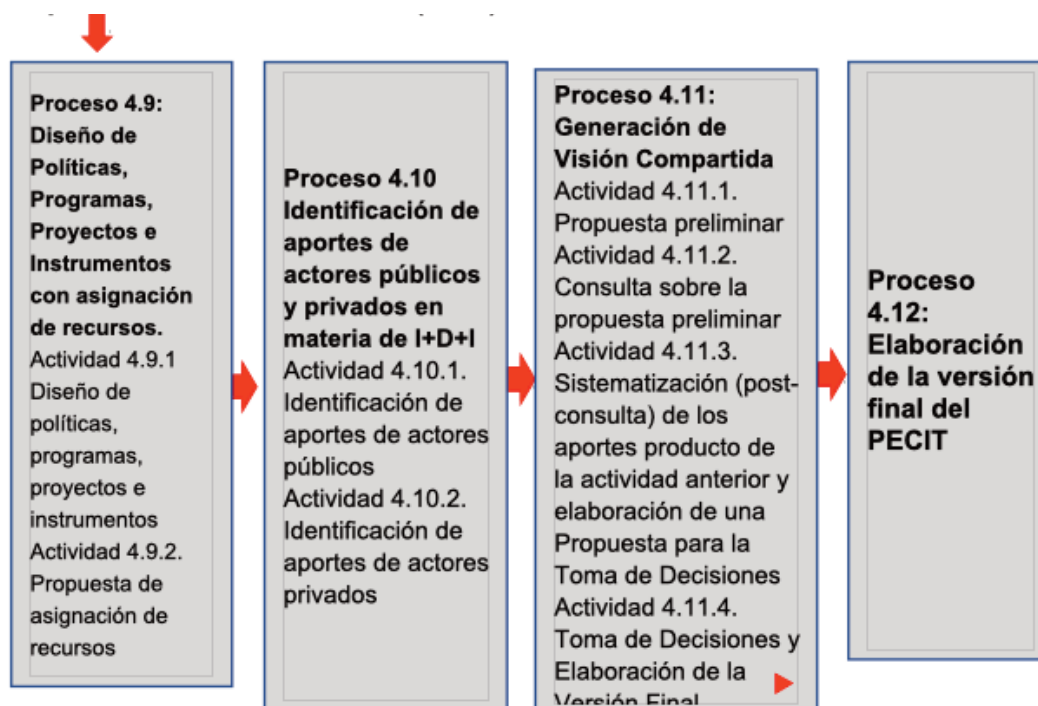 Proceso 4.9:
Diseño de
Políticas,
Programas,
Proyectos e
Instrumentos
con asignación
de recursos.
Actividad 4.9.1
Diseño de
políticas,
programas,
proyectos e
instrumentos
Actividad 4.9.2.
Propuesta de
asignación de
recursos
Proceso 4.10
Identificación de
aportes de
actores públicos
y privados en
materia de I+D+I
Actividad 4.10.1.
Identificación de
aportes de actores
públicos
Actividad 4.10.2.
Identificación de
aportes de actores
privados
Proceso 4.11:
Generación de
Visión Compartida
Actividad 4.11.1.
Propuesta preliminar
Actividad 4.11.2.
Consulta sobre la
propuesta preliminar
Actividad 4.11.3.
Sistematización (post-
consulta) de los
aportes producto de
la actividad anterior y
elaboración de una
Propuesta para la
Toma de Decisiones
Actividad 4.11.4.
Toma de Decisiones y
Elaboración de la
Versión Final
Proceso
4.12:
Elaboración
de la versión
final del
PECIT